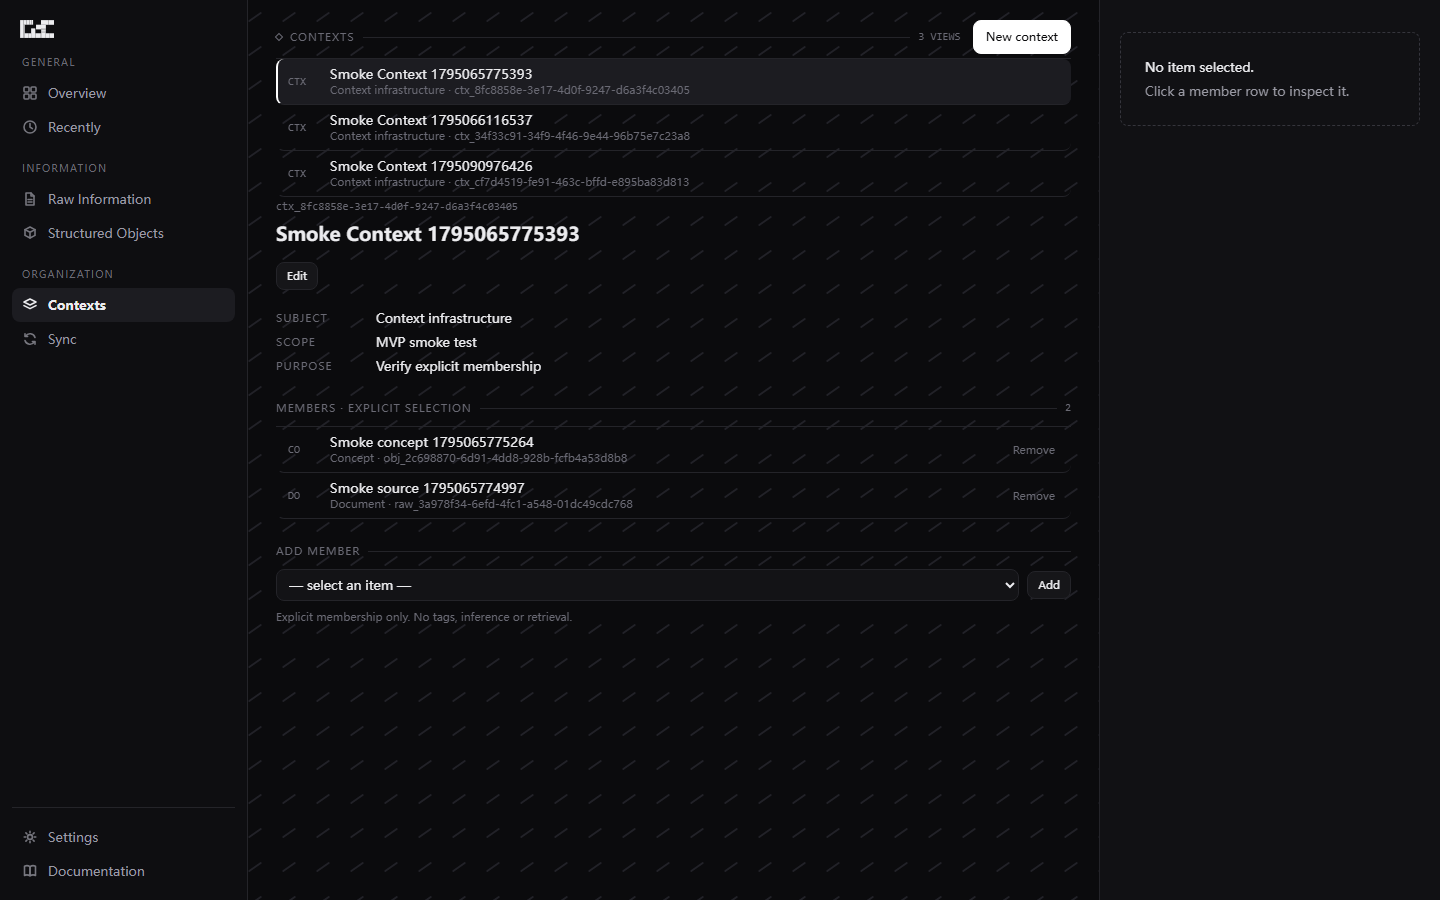 GENERAL
Overview
Recently
INFORMATION
Raw Information
Structured Objects
ORGANIZATION
Contexts
Sync
Settings
Documentation
CONTEXTS
3 VIEWS
New context
CTX
Smoke Context 1795065775393
Context infrastructure · ctx_8fc8858e-3e17-4d0f-9247-d6a3f4c03405
CTX
Smoke Context 1795066116537
Context infrastructure · ctx_34f33c91-34f9-4f46-9e44-96b75e7c23a8
CTX
Smoke Context 1795090976426
Context infrastructure · ctx_cf7d4519-fe91-463c-bffd-e895ba83d813
ctx_8fc8858e-3e17-4d0f-9247-d6a3f4c03405
Smoke Context 1795065775393
Edit
SUBJECT Context infrastructure
SCOPE MVP smoke test
PURPOSE Verify explicit membership
MEMBERS · EXPLICIT SELECTION 2
CO
Smoke concept 1795065775264
Concept · obj_2c698870-6d91-4dd8-928b-fcfb4a53d8b8
Remove
DO
Smoke source 1795065774997
Document · raw_3a978f34-6efd-4fc1-a548-01dc49cdc768
Remove
ADD MEMBER
— select an item —
Add
Explicit membership only. No tags, inference or retrieval.
No item selected.
Click a member row to inspect it.